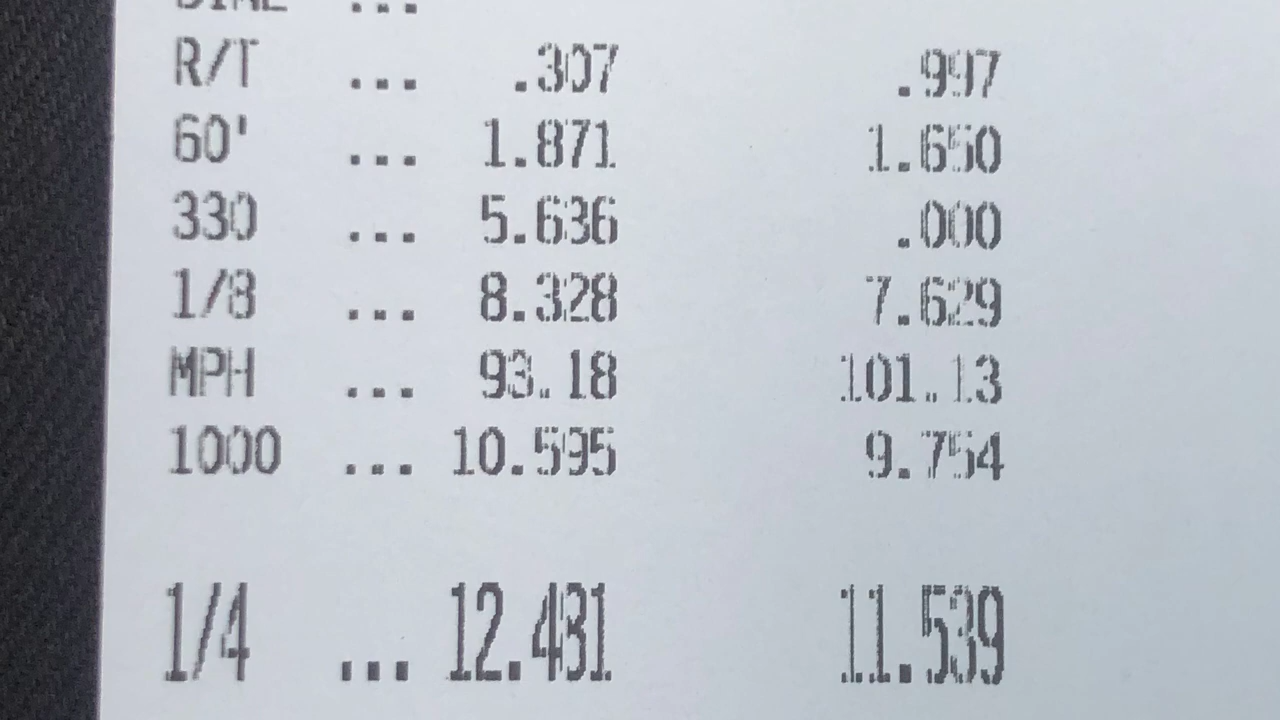 R/T ... .307 .997
60' ... 1.871 1.650
330 ... 5.636 .000
1/8 ... 8.328 7.629
MPH ... 93.18 101.13
1000 ... 10.595 9.754
1/4 ... 12.431 11.539